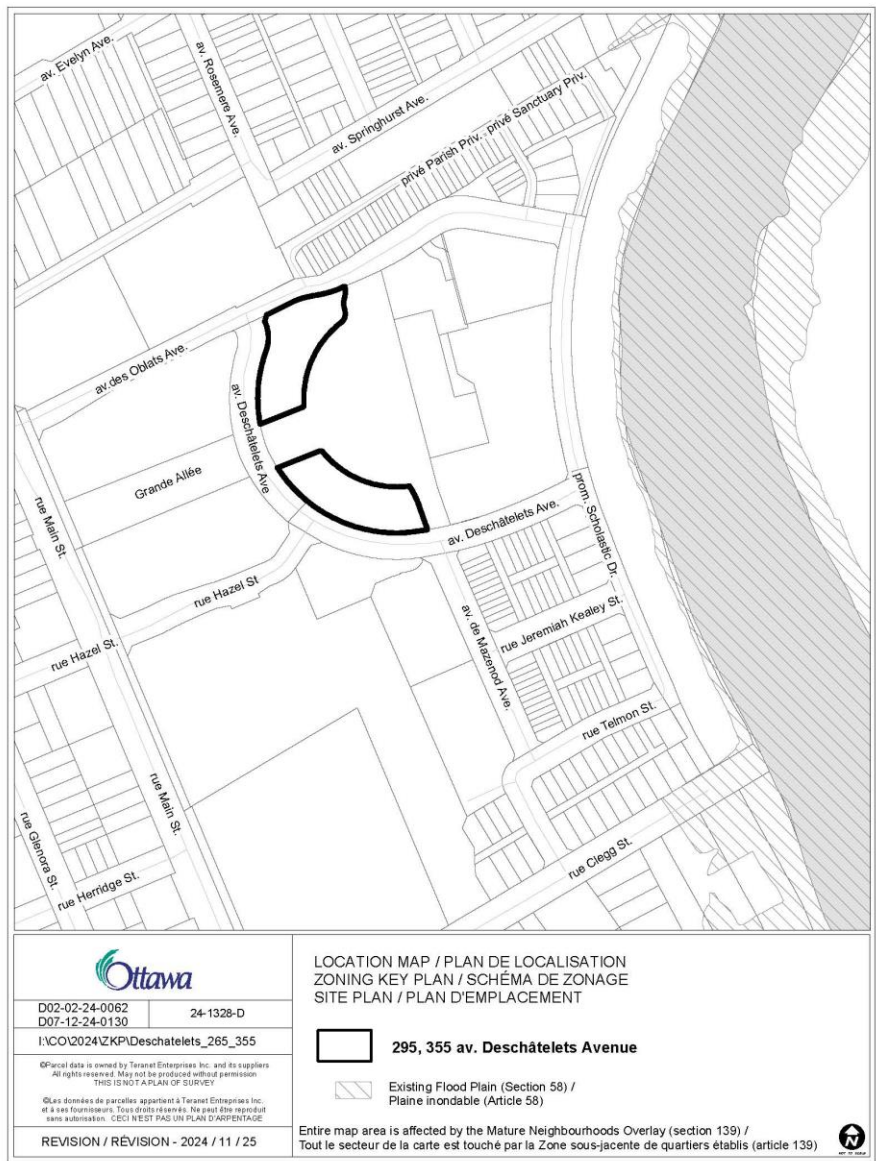 av. Evelyn Ave.
av. Rosemere Ave.
av. Springhurst Ave.
privé Parish Priv.
privé Sanctuary Priv.
av.des Oblats Ave.
av. Deschâtelets Ave
Grande Allée
rue Main St.
rue Hazel St
rue Hazel St.
av. Deschâtelets Ave.
prom. Scholastic Dr.
av. de Mazenod Ave.
rue Jeremiah Kealey St.
rue Telmon St.
rue Main St.
rue Glenora St.
rue Herridge St.
rue Clegg St.
Ottawa
D02-02-24-0062
D07-12-24-0130
24-1328-D
I:\CO\2024\ZKP\Deschatelets_265_355
©Parcel data is owned by Teranet Enterprises Inc. and its suppliers
All rights reserved. May not be produced without permission
THIS IS NOT A PLAN OF SURVEY
©Les données de parcelles appartient à Teranet Entreprises Inc.
et à ses fournisseurs. Tous droits réservés. Ne peut être reproduit
sans autorisation. CECI N'EST PAS UN PLAN D'ARPENTAGE
REVISION / RÉVISION - 2024 / 11 / 25
LOCATION MAP / PLAN DE LOCALISATION
ZONING KEY PLAN / SCHÉMA DE ZONAGE
SITE PLAN / PLAN D'EMPLACEMENT
295, 355 av. Deschâtelets Avenue
Existing Flood Plain (Section 58) /
Plaine inondable (Article 58)
Entire map area is affected by the Mature Neighbourhoods Overlay (section 139) /
Tout le secteur de la carte est touché par la Zone sous-jacente de quartiers établis (article 139)
N
NOT TO SCALE